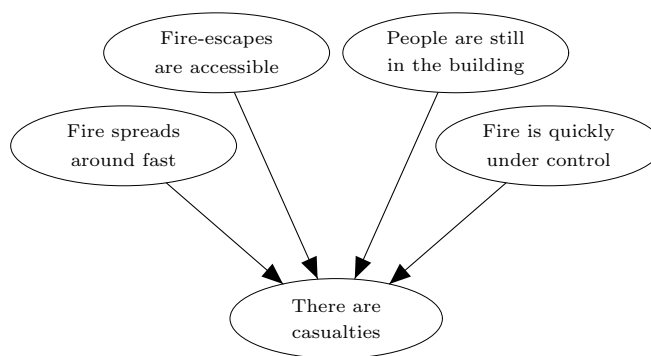 Fire-escapes
are accessible
People are still
in the building
Fire spreads
around fast
Fire is quickly
under control
There are
casualties